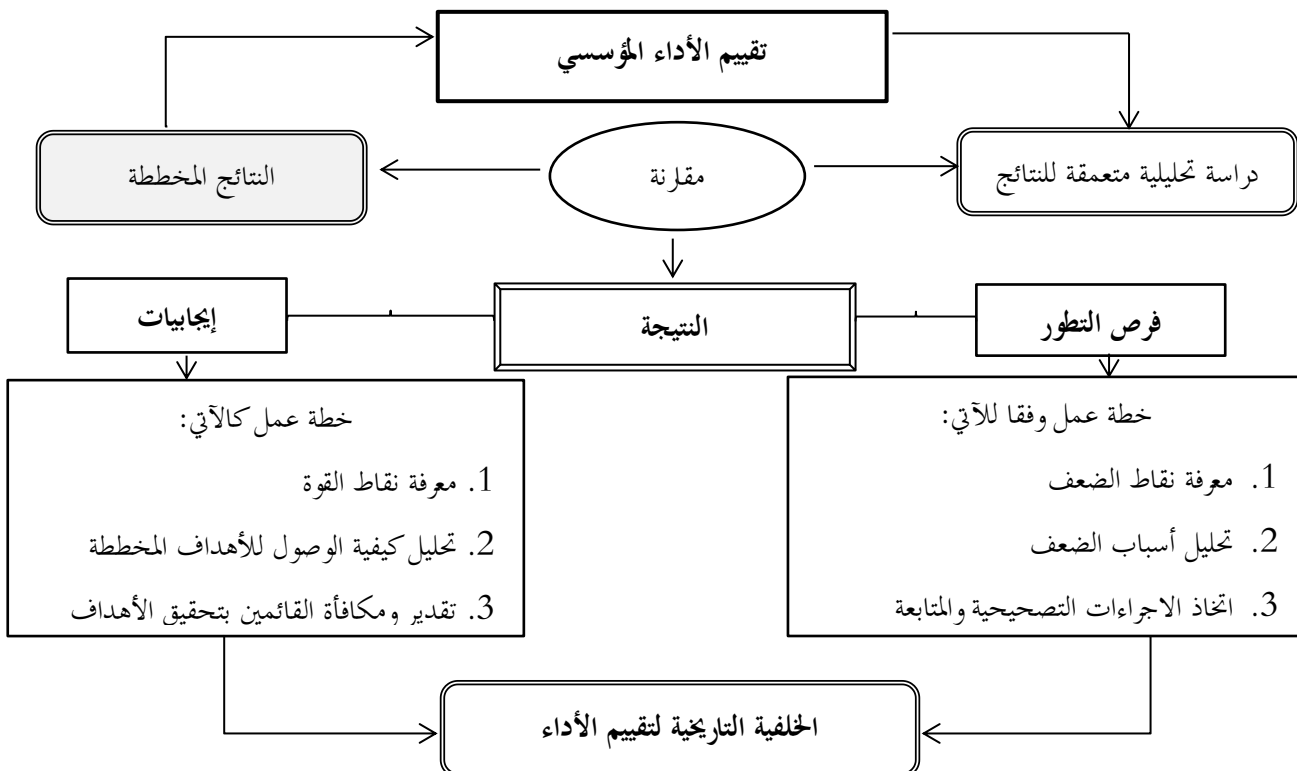 تقييم الأداء المؤسسي
دراسة تحليلية متعمقة للنتائج
مقارنة
النتائج المخططة
فرص التطور
النتيجة
إيجابيات
خطة عمل وفقا للآتي:
1. معرفة نقاط الضعف
2. تحليل أسباب الضعف
3. اتخاذ الاجراءات التصحيحية والمتابعة
خطة عمل كالآتي:
1. معرفة نقاط القوة
2. تحليل كيفية الوصول للأهداف المخططة
3. تقدير ومكافأة القائمين بتحقيق الأهداف
الخلفية التاريخية لتقييم الأداء